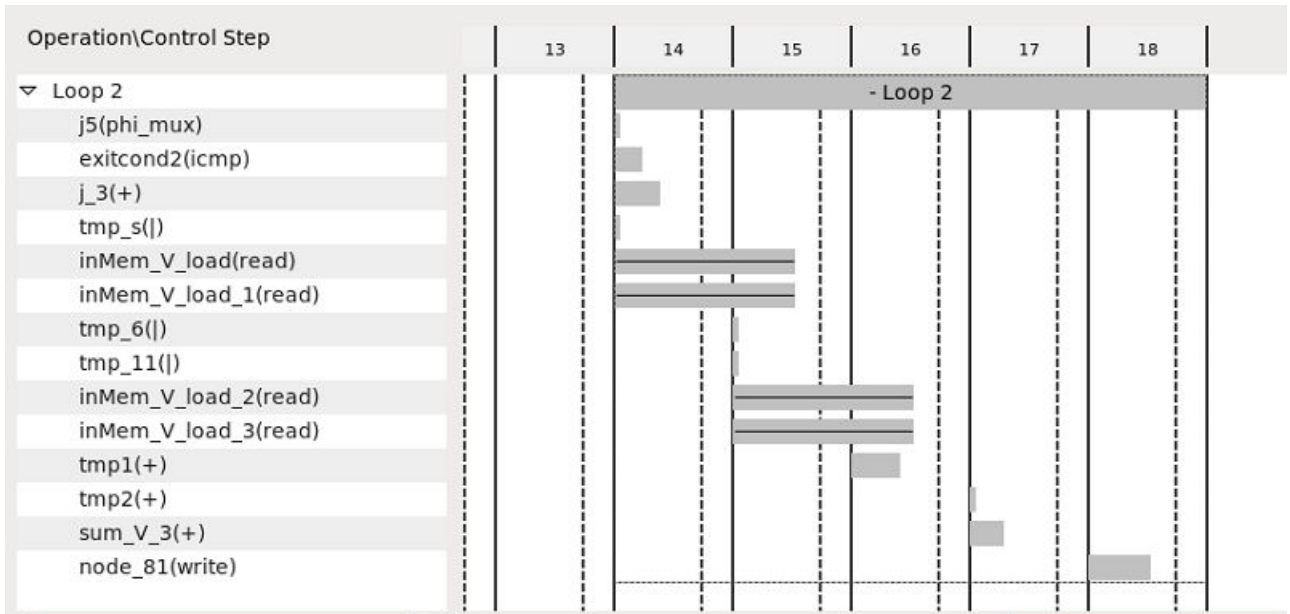 Operation\Control Step
13 14 15 16 17 18
Loop 2
- Loop 2
j5(phi_mux)
exitcond2(icmp)
j_3(+)
tmp_s(|)
inMem_V_load(read)
inMem_V_load_1(read)
tmp_6(|)
tmp_11(|)
inMem_V_load_2(read)
inMem_V_load_3(read)
tmp1(+)
tmp2(+)
sum_V_3(+)
node_81(write)